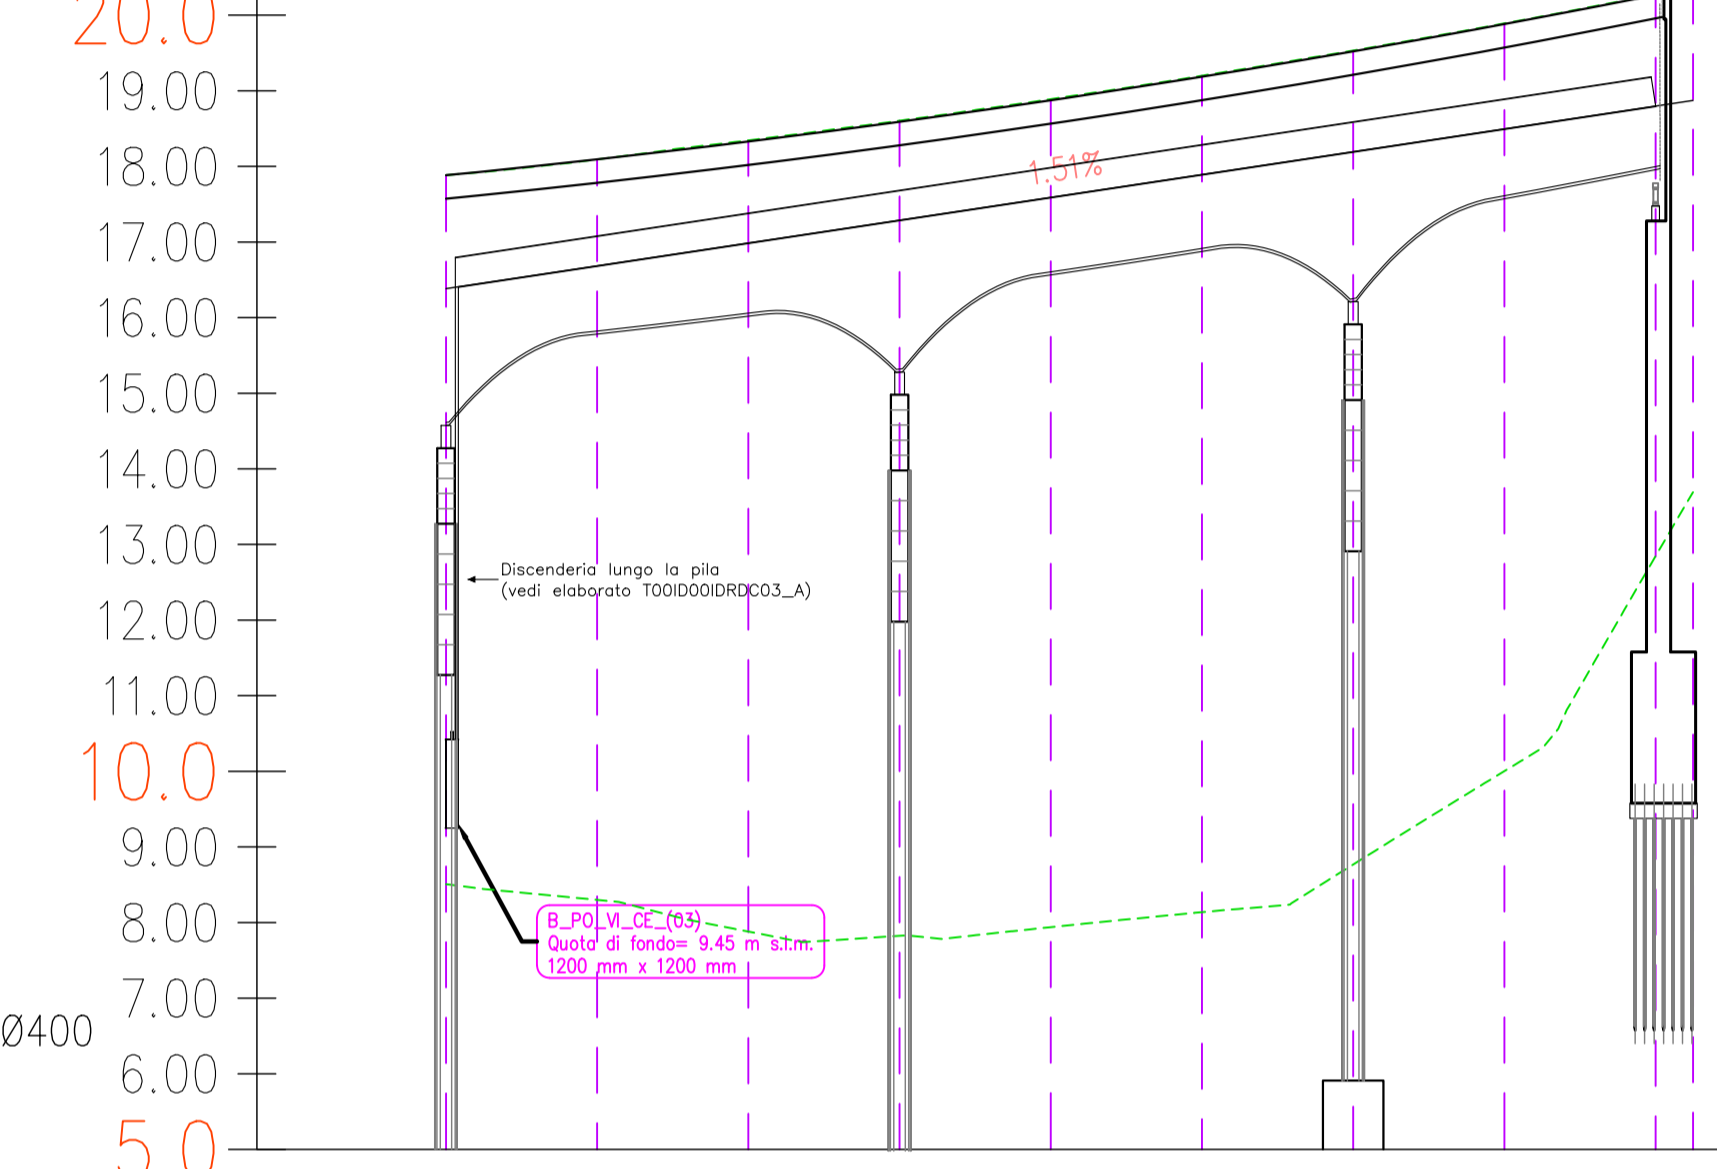 20.0
19.00
18.00
1.51%
17.00
16.00
15.00
14.00
13.00
Discenderia lungo la pila
(vedi elaborato T00ID00IDRDC03_A)
12.00
11.00
10.0
9.00
8.00
B_PO_VI_CE_(03)
Quota di fondo= 9.45 m s.l.m.
1200 mm x 1200 mm
7.00
Ø400
6.00
5.0